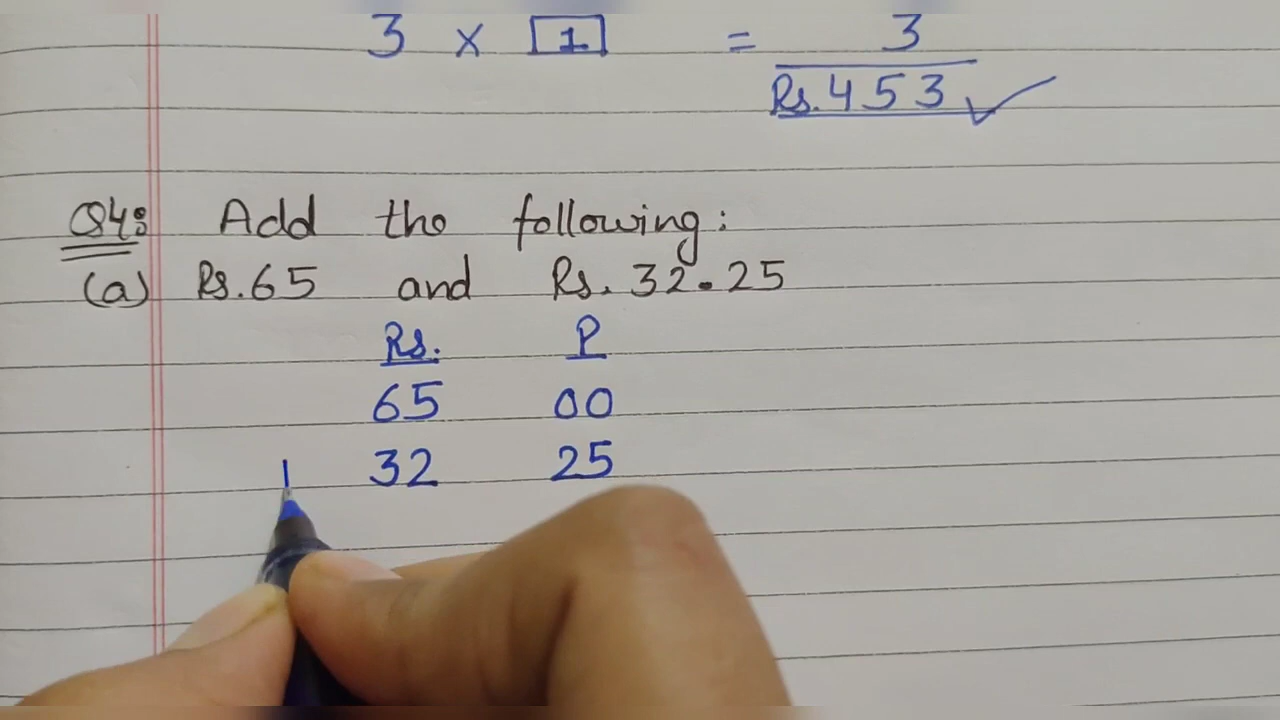 3 × 1 = 3
Rs.453 ✓
Q4: Add the following:
(a) Rs.65 and Rs. 32.25
Rs. P
65 00
32 25